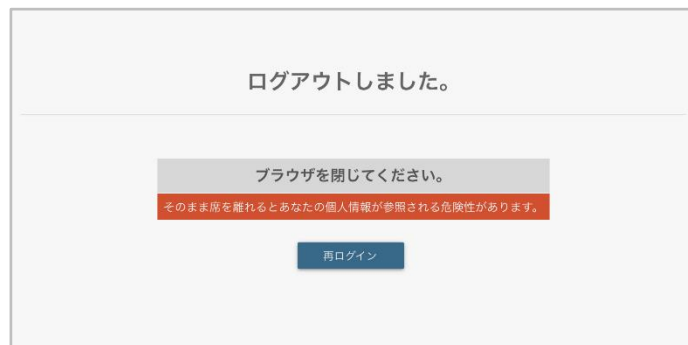 ログアウトしました。
ブラウザを閉じてください。
そのまま席を離れるとあなたの個人情報が参照される危険性があります。
再ログイン